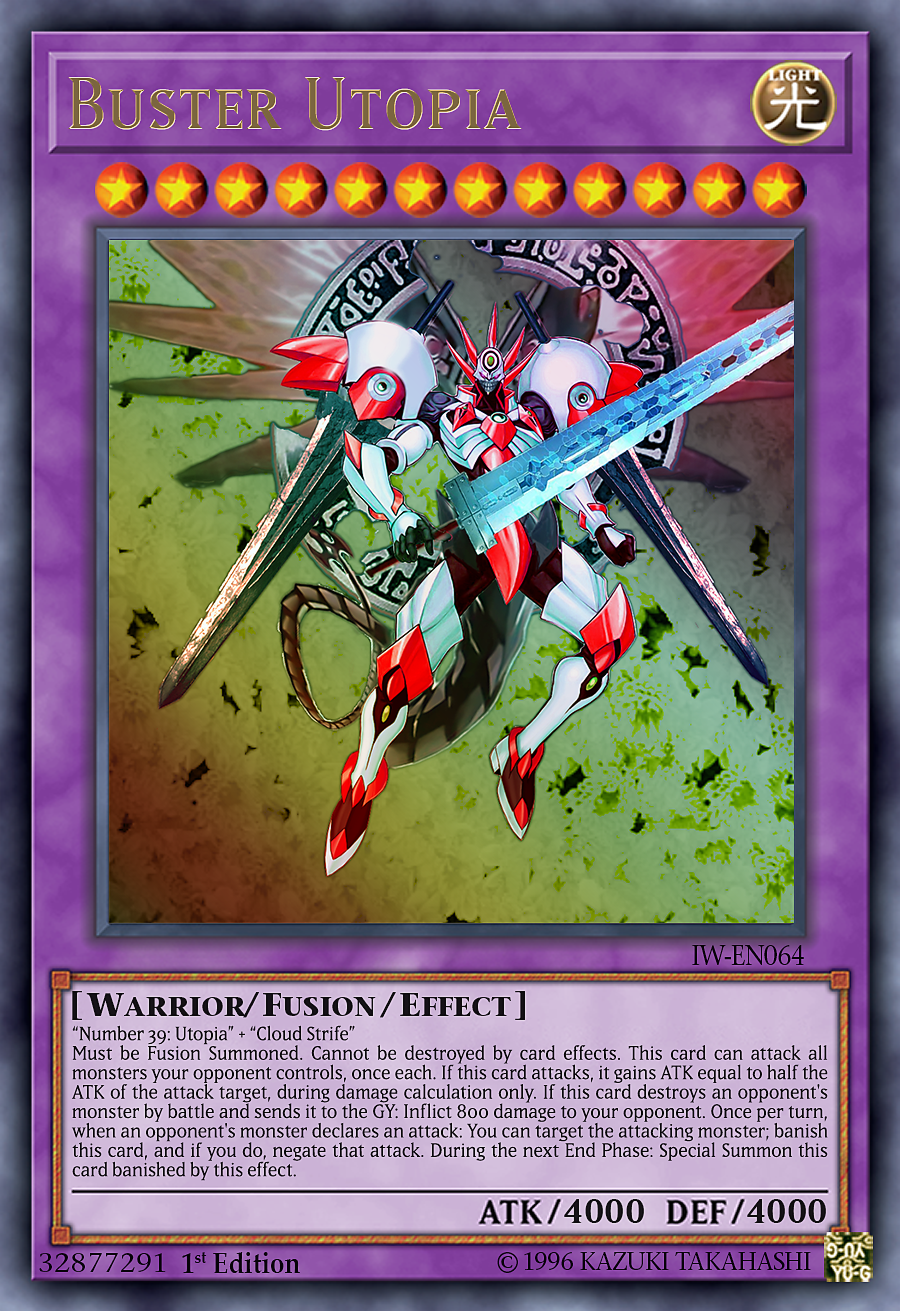 Buster Utopia
LIGHT
光
IW-EN064
[Warrior/Fusion/Effect]
“Number 39: Utopia” + “Cloud Strife”
Must be Fusion Summoned. Cannot be destroyed by card effects. This card can attack all
monsters your opponent controls, once each. If this card attacks, it gains ATK equal to half the
ATK of the attack target, during damage calculation only. If this card destroys an opponent's
monster by battle and sends it to the GY: Inflict 800 damage to your opponent. Once per turn,
when an opponent's monster declares an attack: You can target the attacking monster; banish
this card, and if you do, negate that attack. During the next End Phase: Special Summon this
card banished by this effect.
ATK/4000 DEF/4000
32877291 1st Edition
© 1996 KAZUKI TAKAHASHI